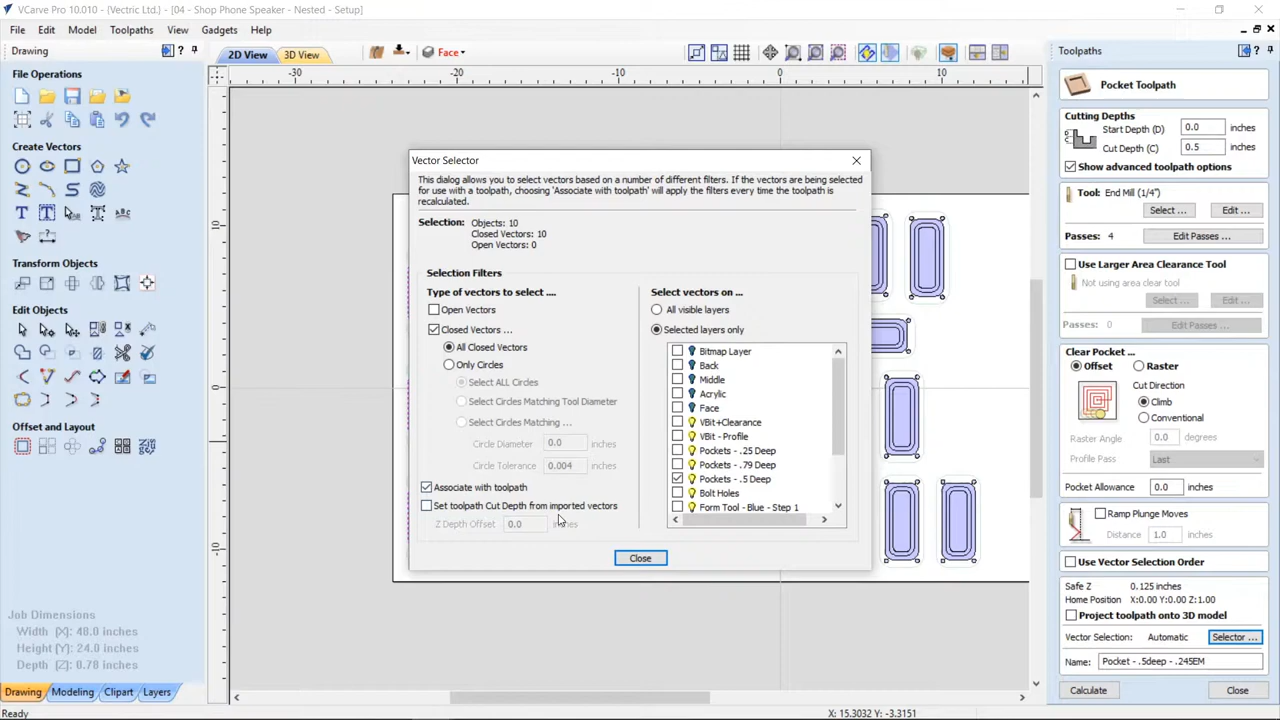 VCarve Pro 10.010 - {Vectric Ltd.} - [04 - Shop Phone Speaker - Nested - Setup]
File Edit Model Toolpaths View Gadgets Help
Drawing
2D View
3D View
Face
Toolpaths
File Operations
Create Vectors
Transform Objects
Edit Objects
Offset and Layout
Job Dimensions
Width (X): 48.0 inches
Height (Y): 24.0 inches
Depth (Z): 0.78 inches
Drawing Modeling Clipart Layers
Ready
-30 -20 -10 0 10
10
0
-10
Vector Selector
This dialog allows you to select vectors based on a number of different filters. If the vectors are being selected
for use with a toolpath, choosing 'Associate with toolpath' will apply the filters every time the toolpath is
recalculated.
Selection: Objects: 10
Closed Vectors: 10
Open Vectors: 0
Selection Filters
Type of vectors to select ....
Open Vectors
Closed Vectors ...
All Closed Vectors
Only Circles
Select ALL Circles
Select Circles Matching Tool Diameter
Select Circles Matching ...
Circle Diameter 0.0 inches
Circle Tolerance 0.004 inches
Associate with toolpath
Set toolpath Cut Depth from imported vectors
Z Depth Offset 0.0 inches
Select vectors on ...
All visible layers
Selected layers only
Bitmap Layer
Back
Middle
Acrylic
Face
VBit+Clearance
VBit - Profile
Pockets - .25 Deep
Pockets - .79 Deep
Pockets - .5 Deep
Bolt Holes
Form Tool - Blue - Step 1
Close
Pocket Toolpath
Cutting Depths
Start Depth (D) 0.0 inches
Cut Depth (C) 0.5 inches
Show advanced toolpath options
Tool: End Mill (1/4")
Select ... Edit ...
Passes: 4 Edit Passes ...
Use Larger Area Clearance Tool
Not using area clear tool
Select ... Edit ...
Passes: 0 Edit Passes ...
Clear Pocket ...
Offset Raster
Cut Direction
Climb
Conventional
Raster Angle 0.0 degrees
Profile Pass Last
Pocket Allowance 0.0 inches
Ramp Plunge Moves
Distance 1.0 inches
Use Vector Selection Order
Safe Z 0.125 inches
Home Position X:0.00 Y:0.00 Z:1.00
Project toolpath onto 3D model
Vector Selection: Automatic Selector ...
Name: Pocket - .5deep - .245EM
Calculate Close
X: 15.3032 Y: -3.3151